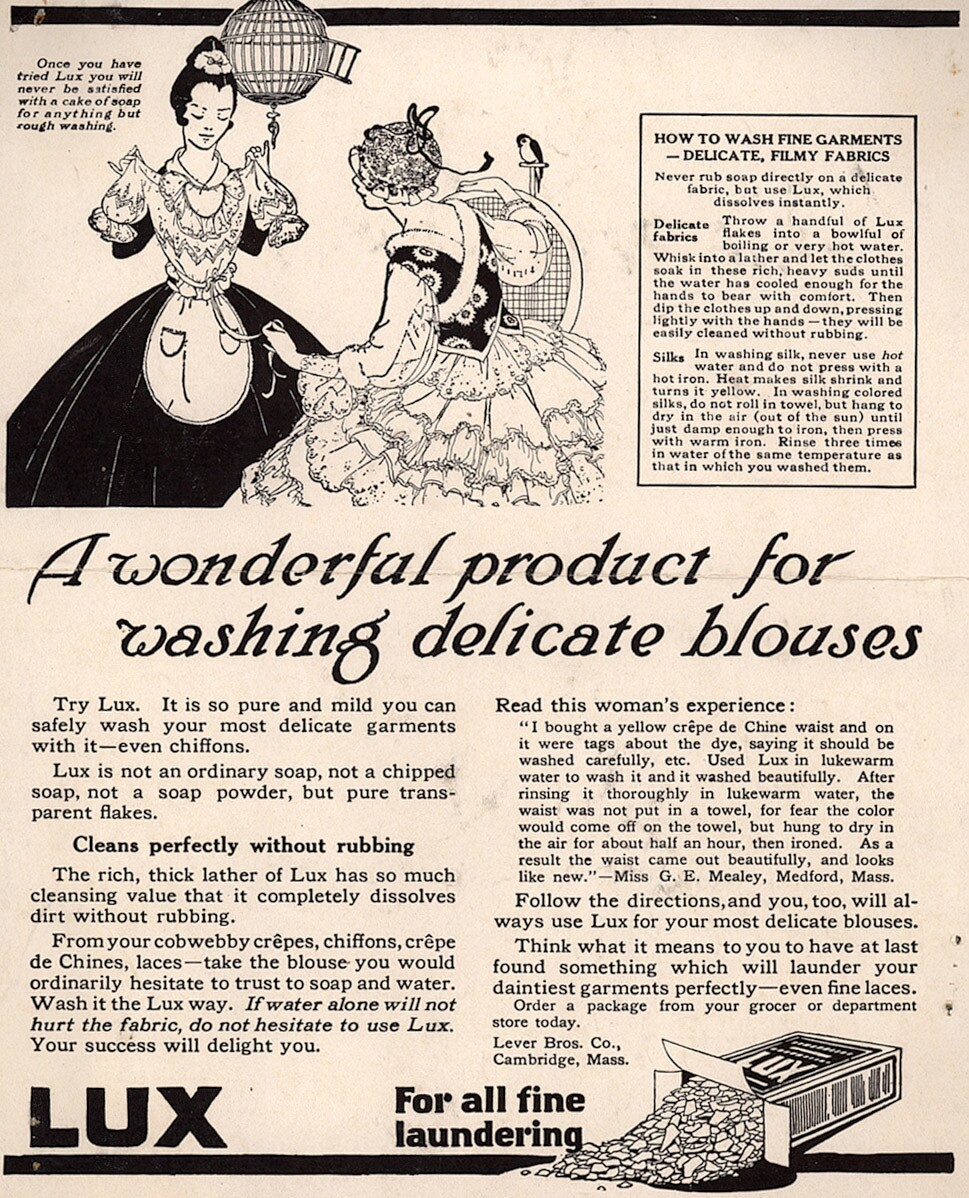 Once you have
tried Lux you will
never be satisfied
with a cake of soap
for anything but
rough washing.
HOW TO WASH FINE GARMENTS
— DELICATE, FILMY FABRICS
Never rub soap directly on a delicate
fabric, but use Lux, which
dissolves instantly.
Delicate fabrics Throw a handful of Lux
flakes into a bowlful of
boiling or very hot water.
Whisk into a lather and let the clothes
soak in these rich, heavy suds until
the water has cooled enough for the
hands to bear with comfort. Then
dip the clothes up and down, pressing
lightly with the hands — they will be
easily cleaned without rubbing.
Silks In washing silk, never use hot
water and do not press with a
hot iron. Heat makes silk shrink and
turns it yellow. In washing colored
silks, do not roll in towel, but hang to
dry in the air (out of the sun) until
just damp enough to iron, then press
with warm iron. Rinse three times
in water of the same temperature as
that in which you washed them.
A wonderful product for
washing delicate blouses
Try Lux. It is so pure and mild you can
safely wash your most delicate garments
with it—even chiffons.
Lux is not an ordinary soap, not a chipped
soap, not a soap powder, but pure trans-
parent flakes.
Cleans perfectly without rubbing
The rich, thick lather of Lux has so much
cleansing value that it completely dissolves
dirt without rubbing.
From your cobwebby crêpes, chiffons, crêpe
de Chines, laces—take the blouse you would
ordinarily hesitate to trust to soap and water.
Wash it the Lux way. If water alone will not
hurt the fabric, do not hesitate to use Lux.
Your success will delight you.
Read this woman's experience:
"I bought a yellow crêpe de Chine waist and on
it were tags about the dye, saying it should be
washed carefully, etc. Used Lux in lukewarm
water to wash it and it washed beautifully. After
rinsing it thoroughly in lukewarm water, the
waist was not put in a towel, for fear the color
would come off on the towel, but hung to dry in
the air for about half an hour, then ironed. As a
result the waist came out beautifully, and looks
like new."—Miss G. E. Mealey, Medford, Mass.
Follow the directions, and you, too, will al-
ways use Lux for your most delicate blouses.
Think what it means to you to have at last
found something which will launder your
daintiest garments perfectly—even fine laces.
Order a package from your grocer or department
store today.
Lever Bros. Co.,
Cambridge, Mass.
LUX
LUX
For all fine
laundering